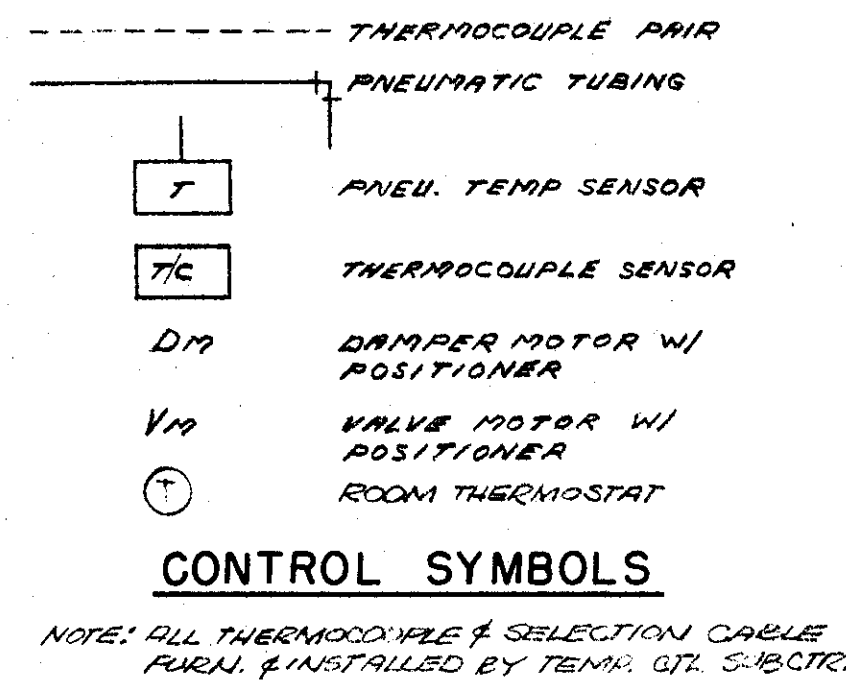 THERMOCOUPLE PAIR
PNEUMATIC TUBING
T PNEU. TEMP SENSOR
T/C THERMOCOUPLE SENSOR
DM DAMPER MOTOR W/
POSITIONER
VM VALVE MOTOR W/
POSITIONER
T ROOM THERMOSTAT
CONTROL SYMBOLS
NOTE: ALL THERMOCOUPLE & SELECTION CABLE
FURN. & INSTALLED BY TEMP. CTL SUBCTR.